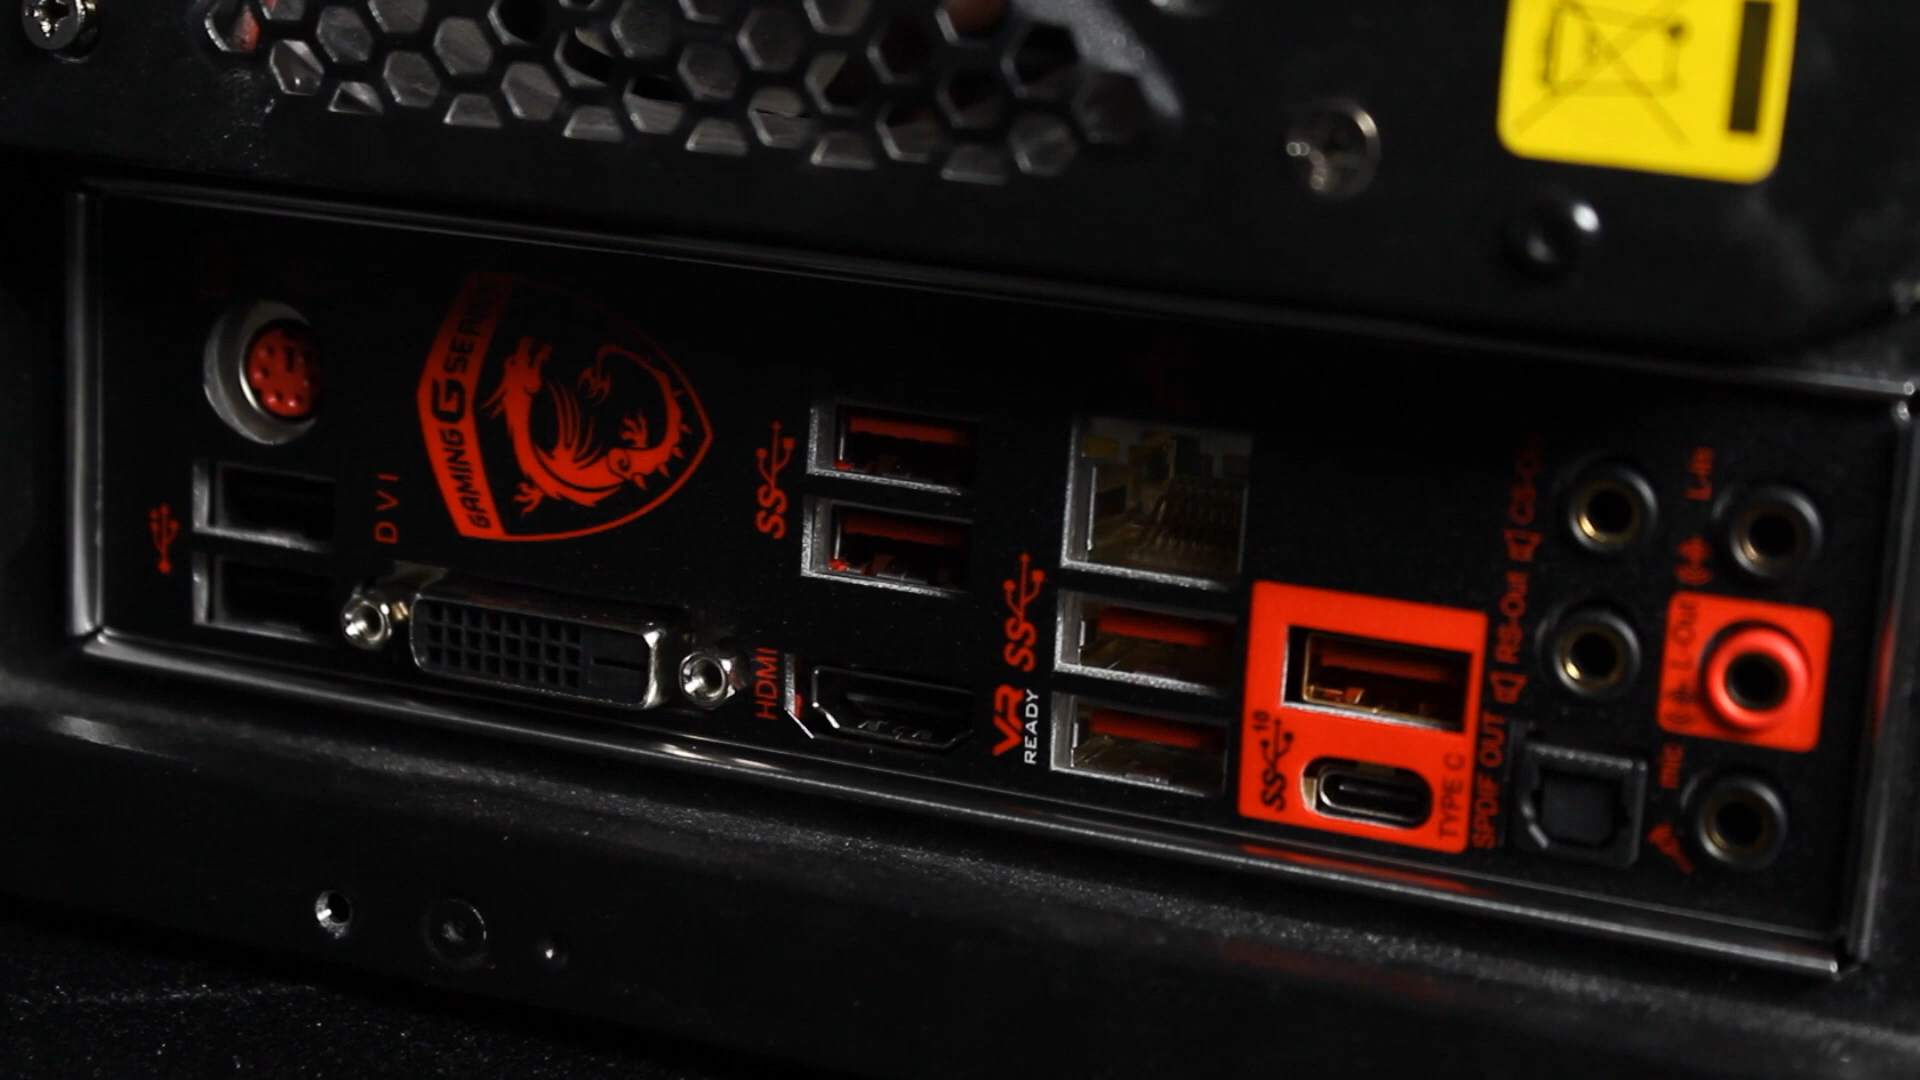 GAMING G SERIES
DVI
SS
HDMI
SS
VR
READY
SS 10
TYPE C
CS-Out
RS-Out
SPDIF OUT
L-In
L-Out
MIC